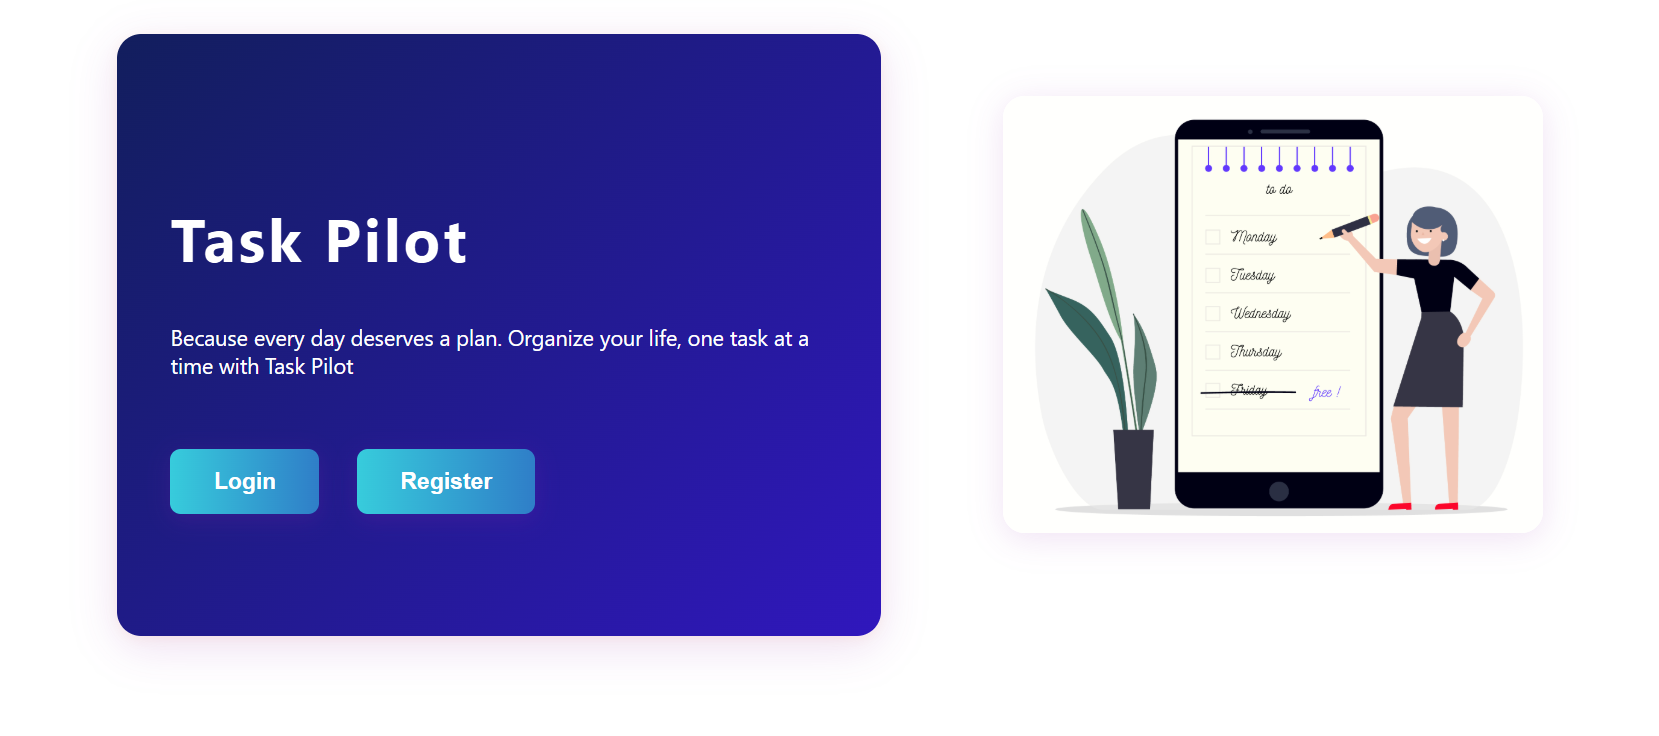 Task Pilot
Because every day deserves a plan. Organize your life, one task at a
time with Task Pilot
Login
Register
to do
Monday
Tuesday
Wednesday
Thursday
Friday
free !